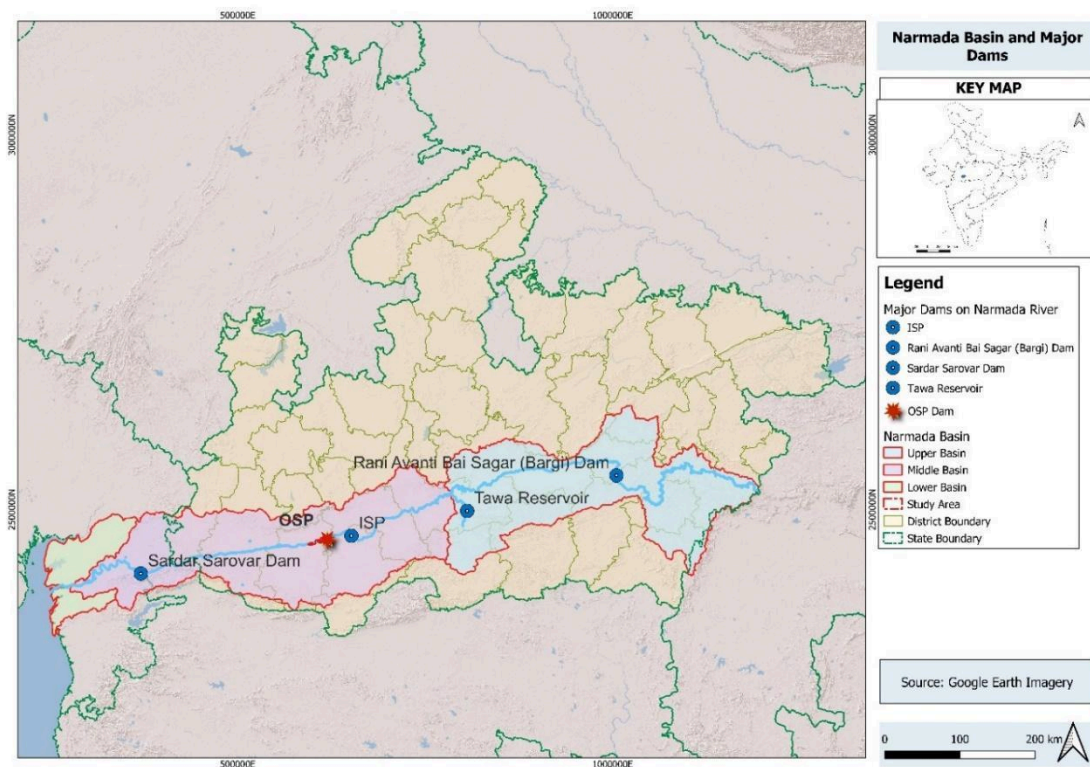 500000E
1000000E
3000000N
2500000N
Rani Avanti Bai Sagar (Bargi) Dam
Tawa Reservoir
OSP
ISP
Sardar Sarovar Dam
500000E
1000000E
3000000N
2500000N
Narmada Basin and Major
Dams
KEY MAP
Legend
Major Dams on Narmada River
ISP
Rani Avanti Bai Sagar (Bargi) Dam
Sardar Sarovar Dam
Tawa Reservoir
OSP Dam
Narmada Basin
Upper Basin
Middle Basin
Lower Basin
Study Area
District Boundary
State Boundary
Source: Google Earth Imagery
0 100 200 km